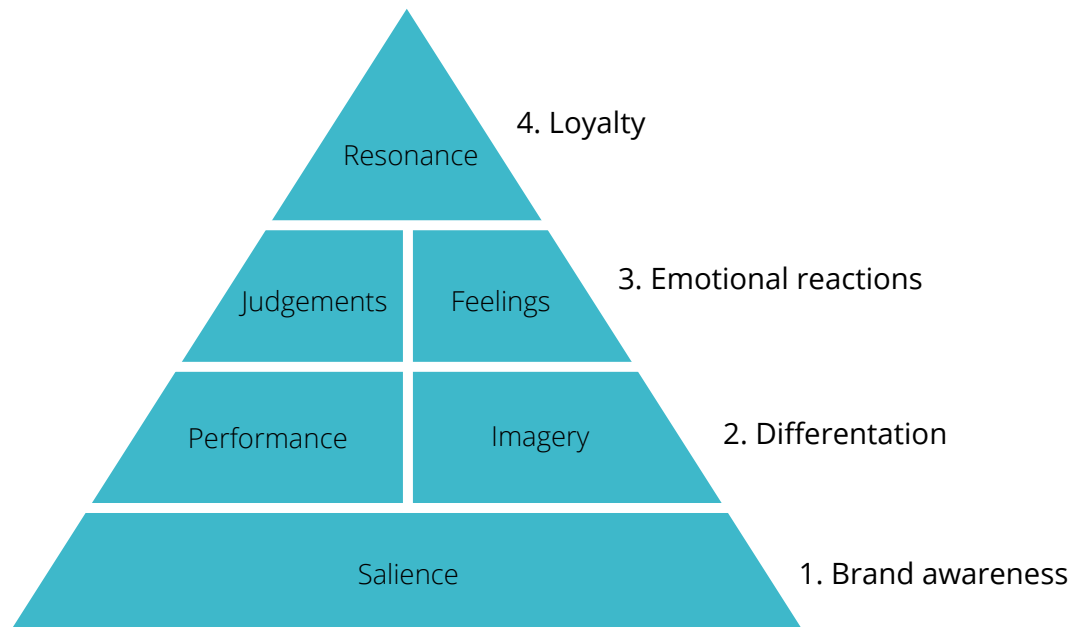 4. Loyalty
Resonance
3. Emotional reactions
Judgements
Feelings
2. Differentation
Performance
Imagery
1. Brand awareness
Salience